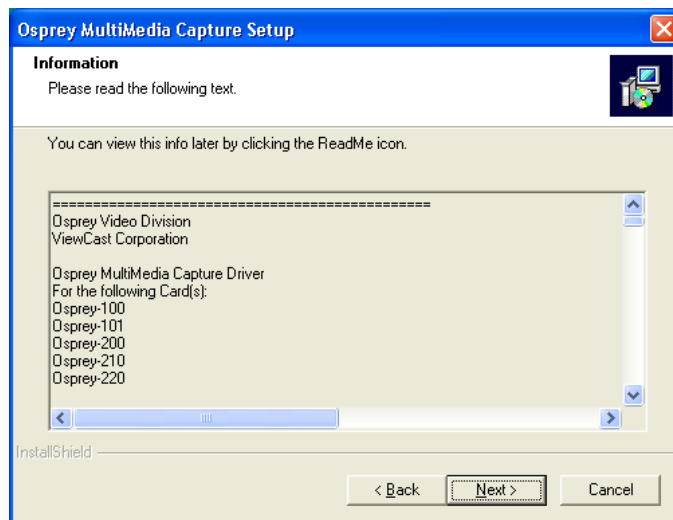 Osprey MultiMedia Capture Setup
Information
Please read the following text.
You can view this info later by clicking the ReadMe icon.
===============================================
Osprey Video Division
ViewCast Corporation
Osprey MultiMedia Capture Driver
For the following Card(s):
Osprey-100
Osprey-101
Osprey-200
Osprey-210
Osprey-220
InstallShield
< Back
Next >
Cancel